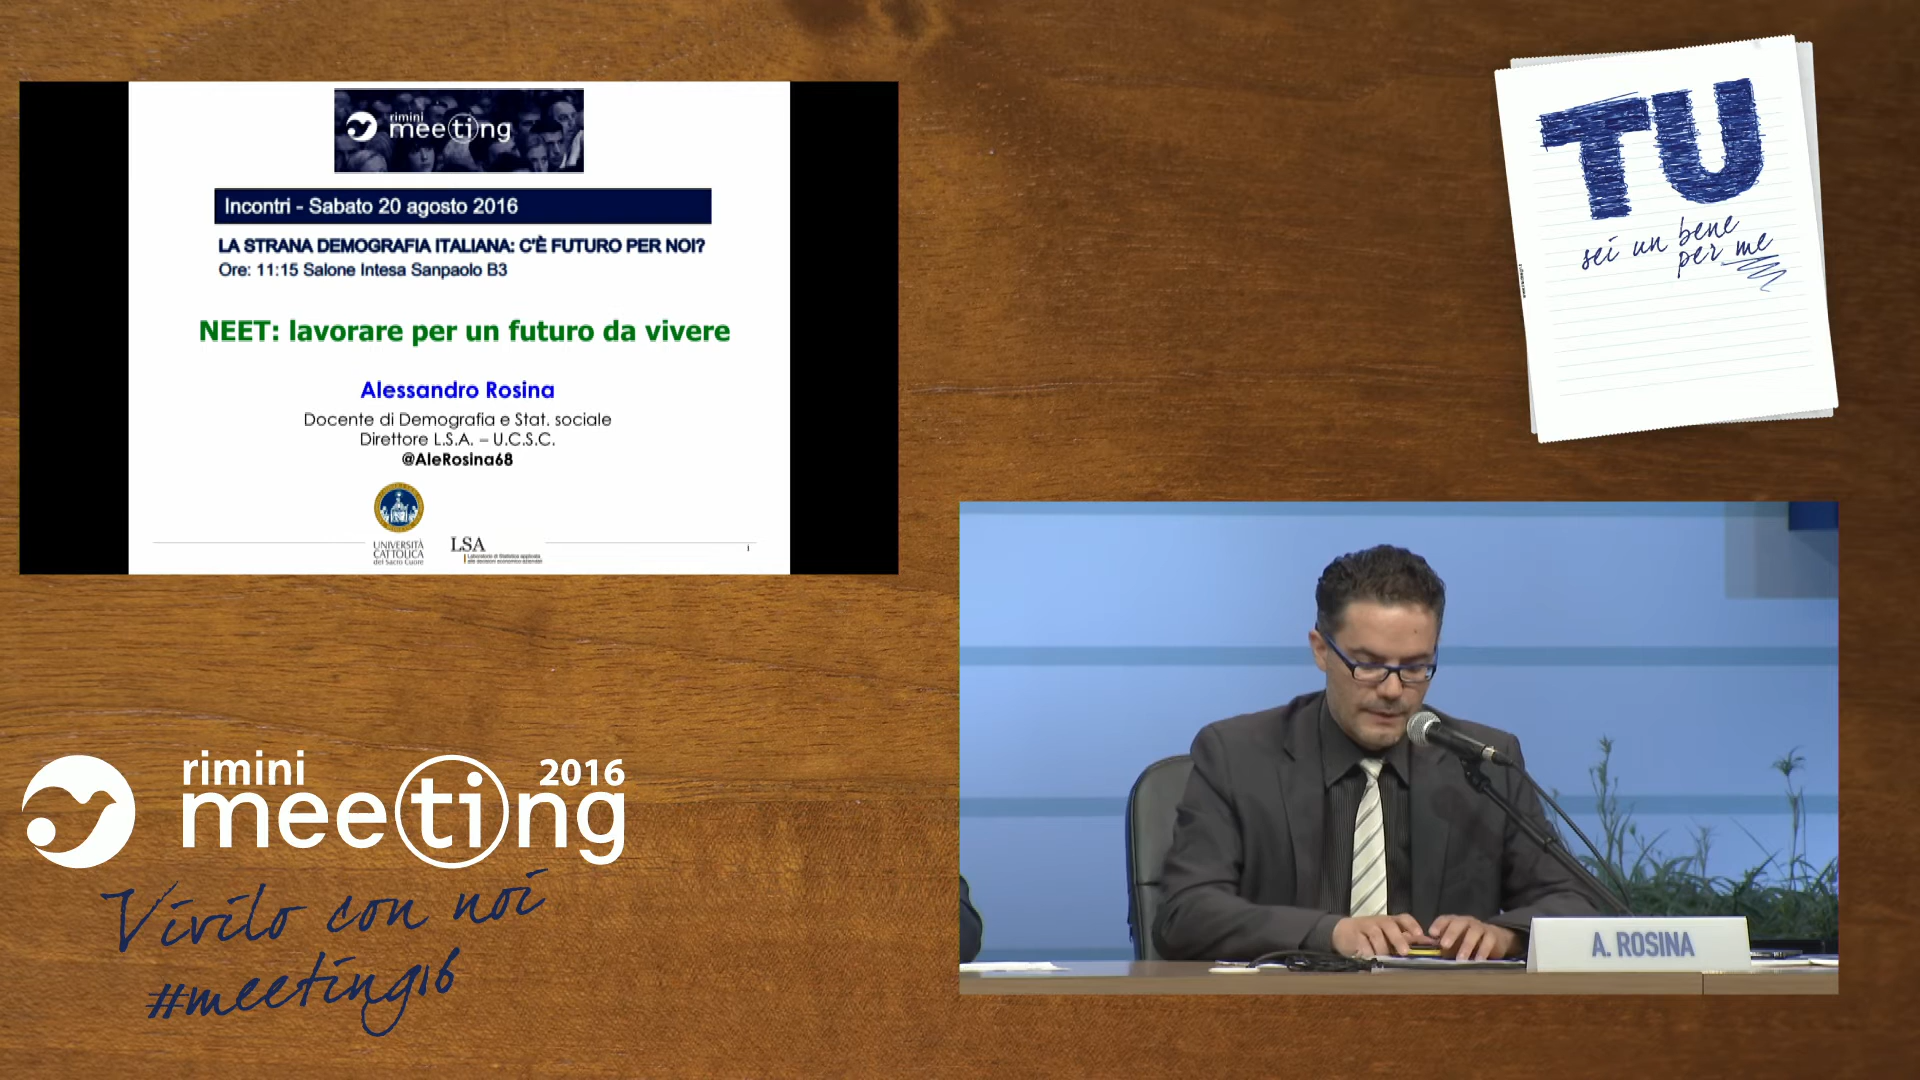 rimini
meeting
Incontri - Sabato 20 agosto 2016
LA STRANA DEMOGRAFIA ITALIANA: C'È FUTURO PER NOI?
Ore: 11:15 Salone Intesa Sanpaolo B3
NEET: lavorare per un futuro da vivere
Alessandro Rosina
Docente di Demografia e Stat. sociale
Direttore L.S.A. – U.C.S.C.
@AleRosina68
UNIVERSITÀ
CATTOLICA
del Sacro Cuore
LSA
1
TU
sei un bene
per me
A. ROSINA
rimini
meeting
2016
Vivilo con noi
#meeting16